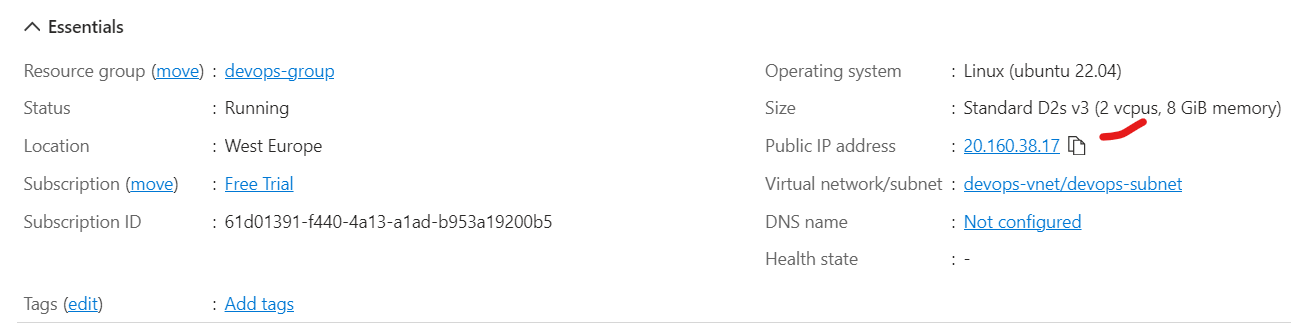 Essentials
Resource group (move) : devops-group
Status : Running
Location : West Europe
Subscription (move) : Free Trial
Subscription ID : 61d01391-f440-4a13-a1ad-b953a19200b5
Tags (edit) : Add tags
Operating system : Linux (ubuntu 22.04)
Size : Standard D2s v3 (2 vcpus, 8 GiB memory)
Public IP address : 20.160.38.17
Virtual network/subnet : devops-vnet/devops-subnet
DNS name : Not configured
Health state : -